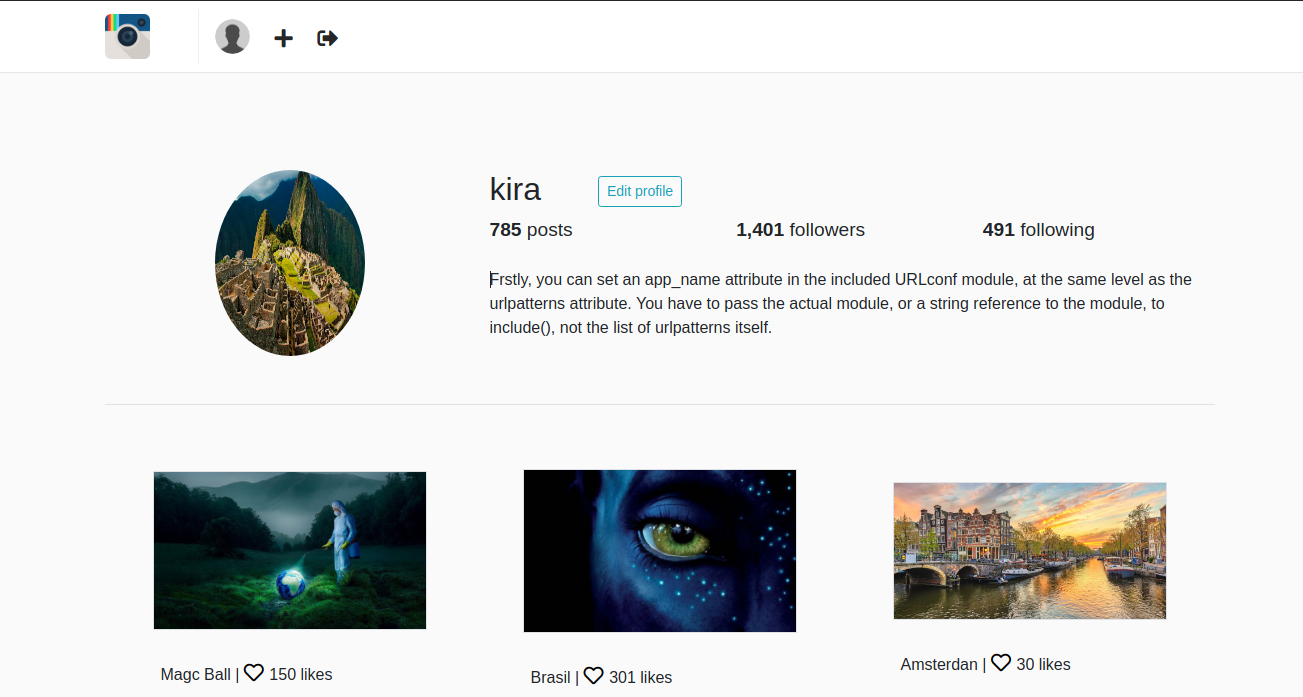 kira
Edit profile
785 posts
1,401 followers
491 following
Frstly, you can set an app_name attribute in the included URLconf module, at the same level as the
urlpatterns attribute. You have to pass the actual module, or a string reference to the module, to
include(), not the list of urlpatterns itself.
Magc Ball | 150 likes
Brasil | 301 likes
Amsterdan | 30 likes